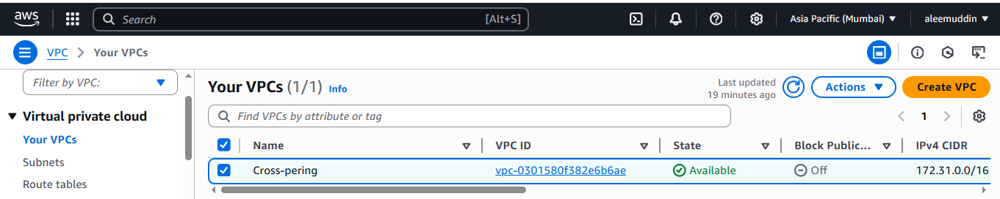 aws Search [Alt+S] Asia Pacific (Mumbai) aleemuddin
VPC Your VPCs
Filter by VPC:
Virtual private cloud
Your VPCs
Subnets
Route tables
Your VPCs (1/1) Info
Last updated
19 minutes ago
Actions
Create VPC
Find VPCs by attribute or tag
1
Name VPC ID State Block Public... IPv4 CIDR
Cross-pering vpc-0301580f382e6b6ae Available Off 172.31.0.0/16